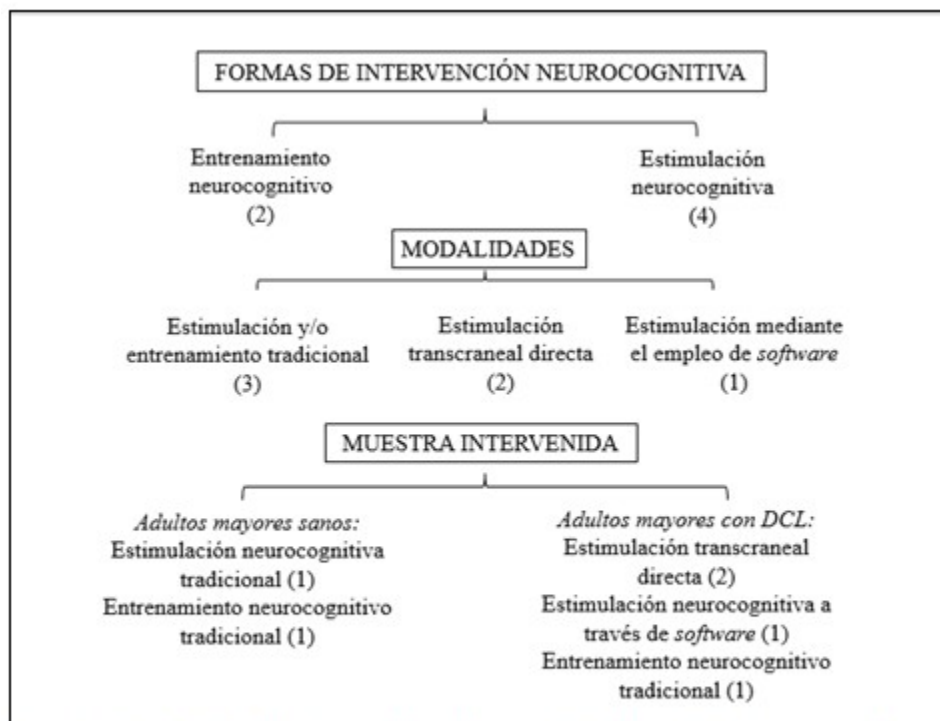 FORMAS DE INTERVENCIÓN NEUROCOGNITIVA
Entrenamiento
neurocognitivo
(2)
Estimulación
neurocognitiva
(4)
MODALIDADES
Estimulación y/o
entrenamiento tradicional
(3)
Estimulación
transcraneal directa
(2)
Estimulación mediante
el empleo de software
(1)
MUESTRA INTERVENIDA
Adultos mayores sanos:
Estimulación neurocognitiva
tradicional (1)
Entrenamiento neurocognitivo
tradicional (1)
Adultos mayores con DCL:
Estimulación transcraneal
directa (2)
Estimulación neurocognitiva a
través de software (1)
Entrenamiento neurocognitivo
tradicional (1)